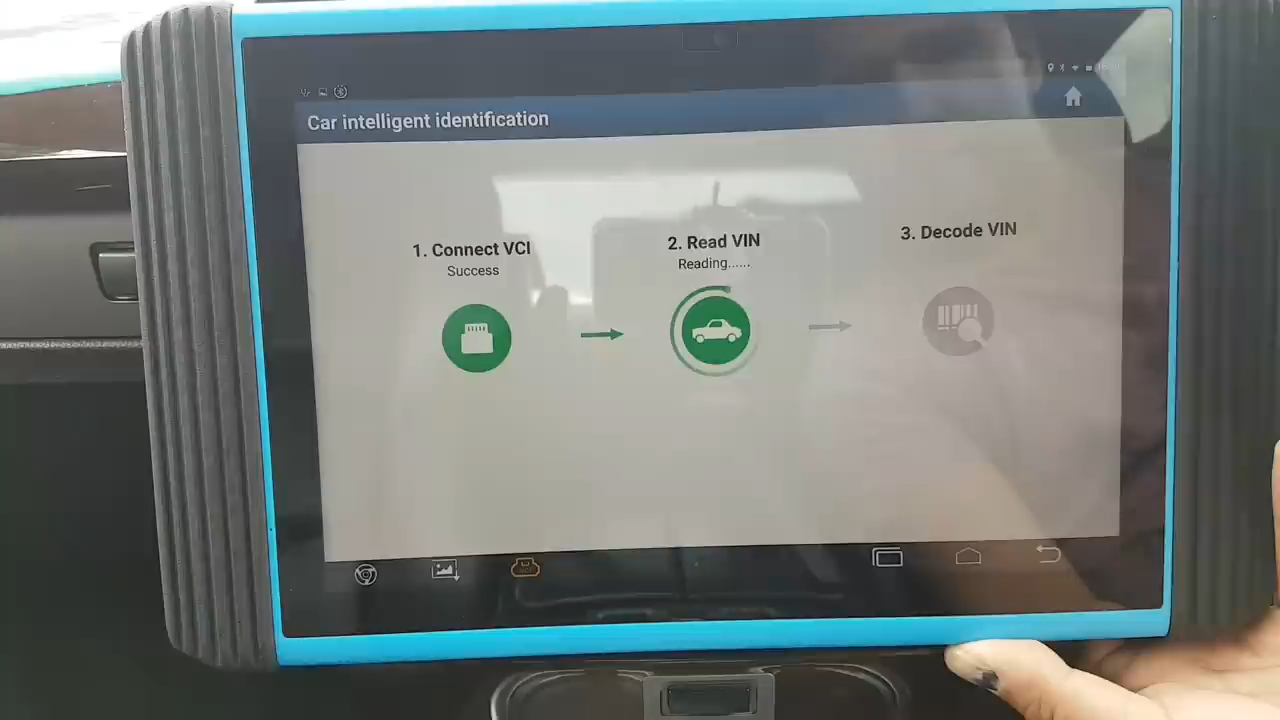 Car intelligent identification
1. Connect VCI
Success
2. Read VIN
Reading......
3. Decode VIN